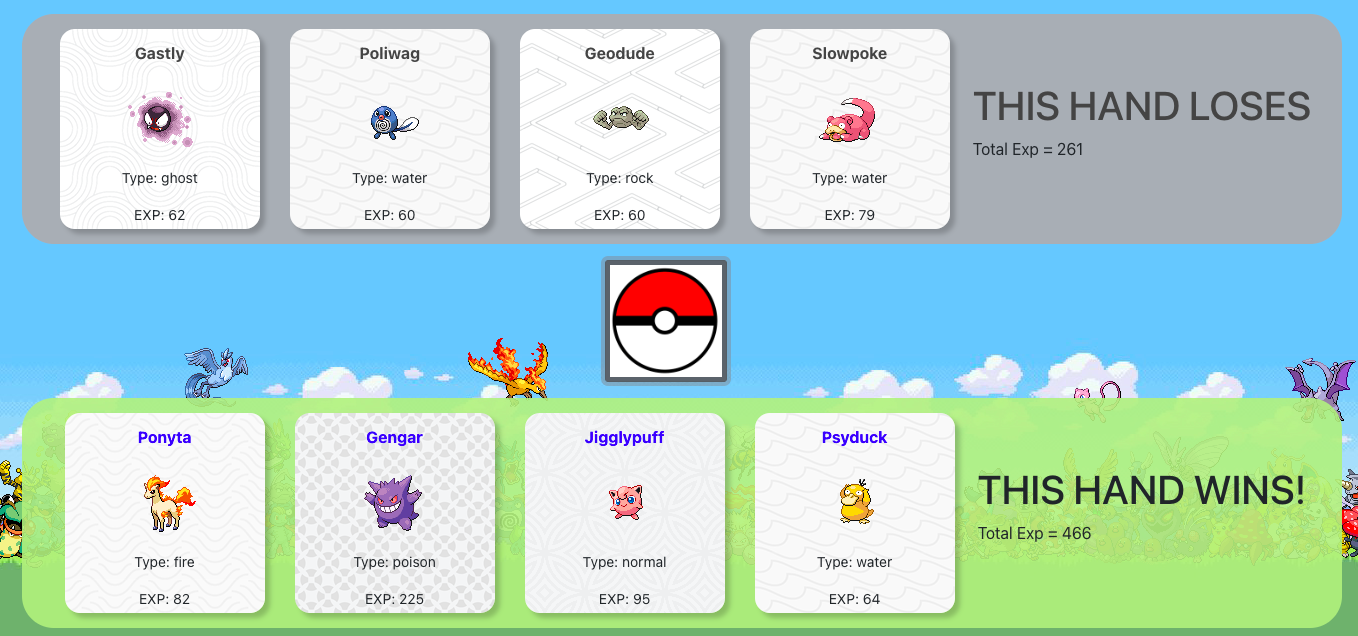 Gastly
Type: ghost
EXP: 62
Poliwag
Type: water
EXP: 60
Geodude
Type: rock
EXP: 60
Slowpoke
Type: water
EXP: 79
THIS HAND LOSES
Total Exp = 261
Ponyta
Type: fire
EXP: 82
Gengar
Type: poison
EXP: 225
Jigglypuff
Type: normal
EXP: 95
Psyduck
Type: water
EXP: 64
THIS HAND WINS!
Total Exp = 466